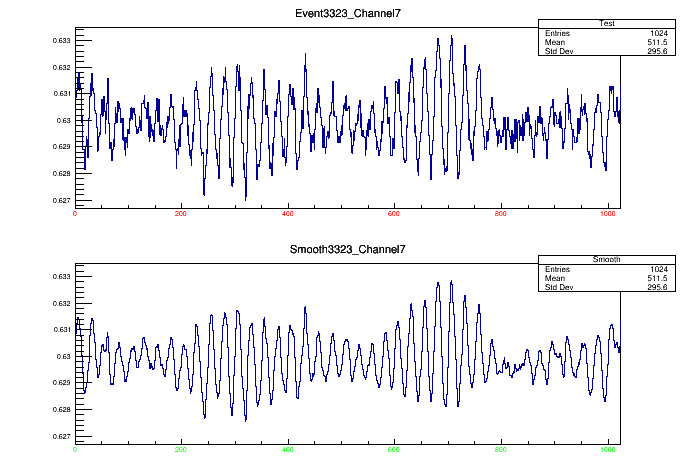 Event3323_Channel7
Test
Entries 1024
Mean 511.5
Std Dev 295.6
0.633
0.632
0.631
0.63
0.629
0.628
0.627
0 200 400 600 800 1000
Smooth3323_Channel7
Smooth
Entries 1024
Mean 511.5
Std Dev 295.6
0.633
0.632
0.631
0.63
0.629
0.628
0.627
0 200 400 600 800 1000